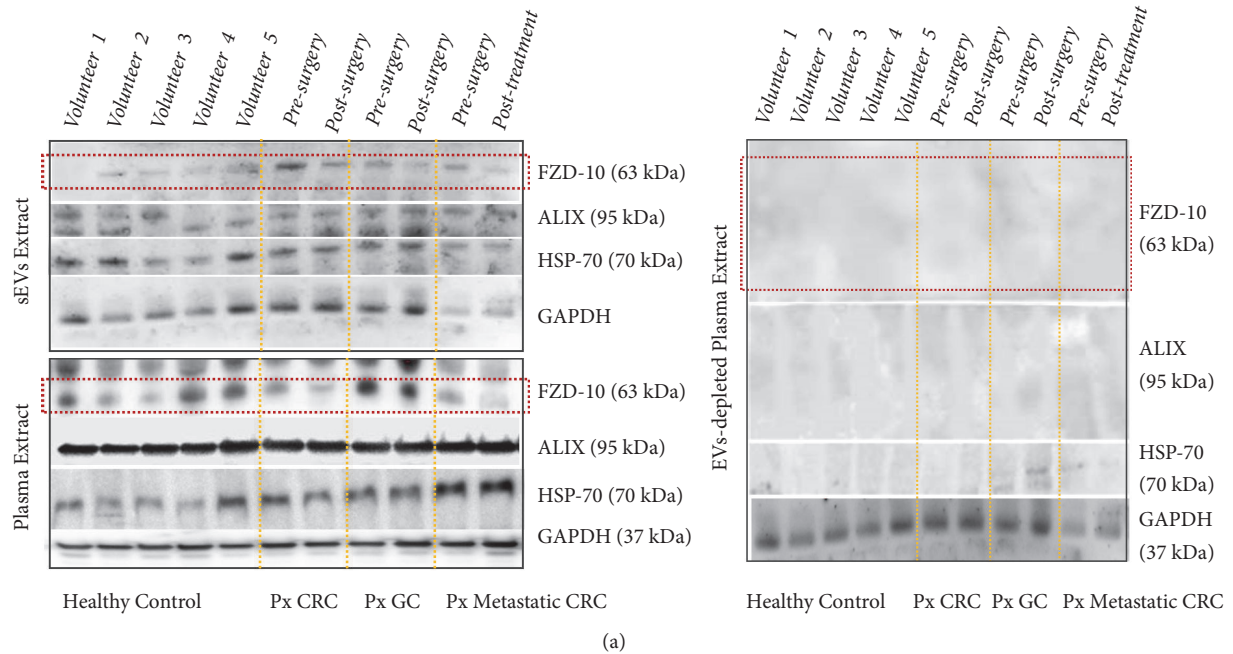 Volunteer 1
Volunteer 2
Volunteer 3
Volunteer 4
Volunteer 5
Pre-surgery
Post-surgery
Pre-surgery
Post-surgery
Pre-surgery
Post-treatment
sEVs Extract
FZD-10 (63 kDa)
ALIX (95 kDa)
HSP-70 (70 kDa)
GAPDH
Plasma Extract
FZD-10 (63 kDa)
ALIX (95 kDa)
HSP-70 (70 kDa)
GAPDH (37 kDa)
Healthy Control
Px CRC
Px GC
Px Metastatic CRC
Volunteer 1
Volunteer 2
Volunteer 3
Volunteer 4
Volunteer 5
Pre-surgery
Post-surgery
Pre-surgery
Post-surgery
Pre-surgery
Post-treatment
EVs-depleted Plasma Extract
FZD-10
(63 kDa)
ALIX
(95 kDa)
HSP-70
(70 kDa)
GAPDH
(37 kDa)
Healthy Control
Px CRC
Px GC
Px Metastatic CRC
(a)